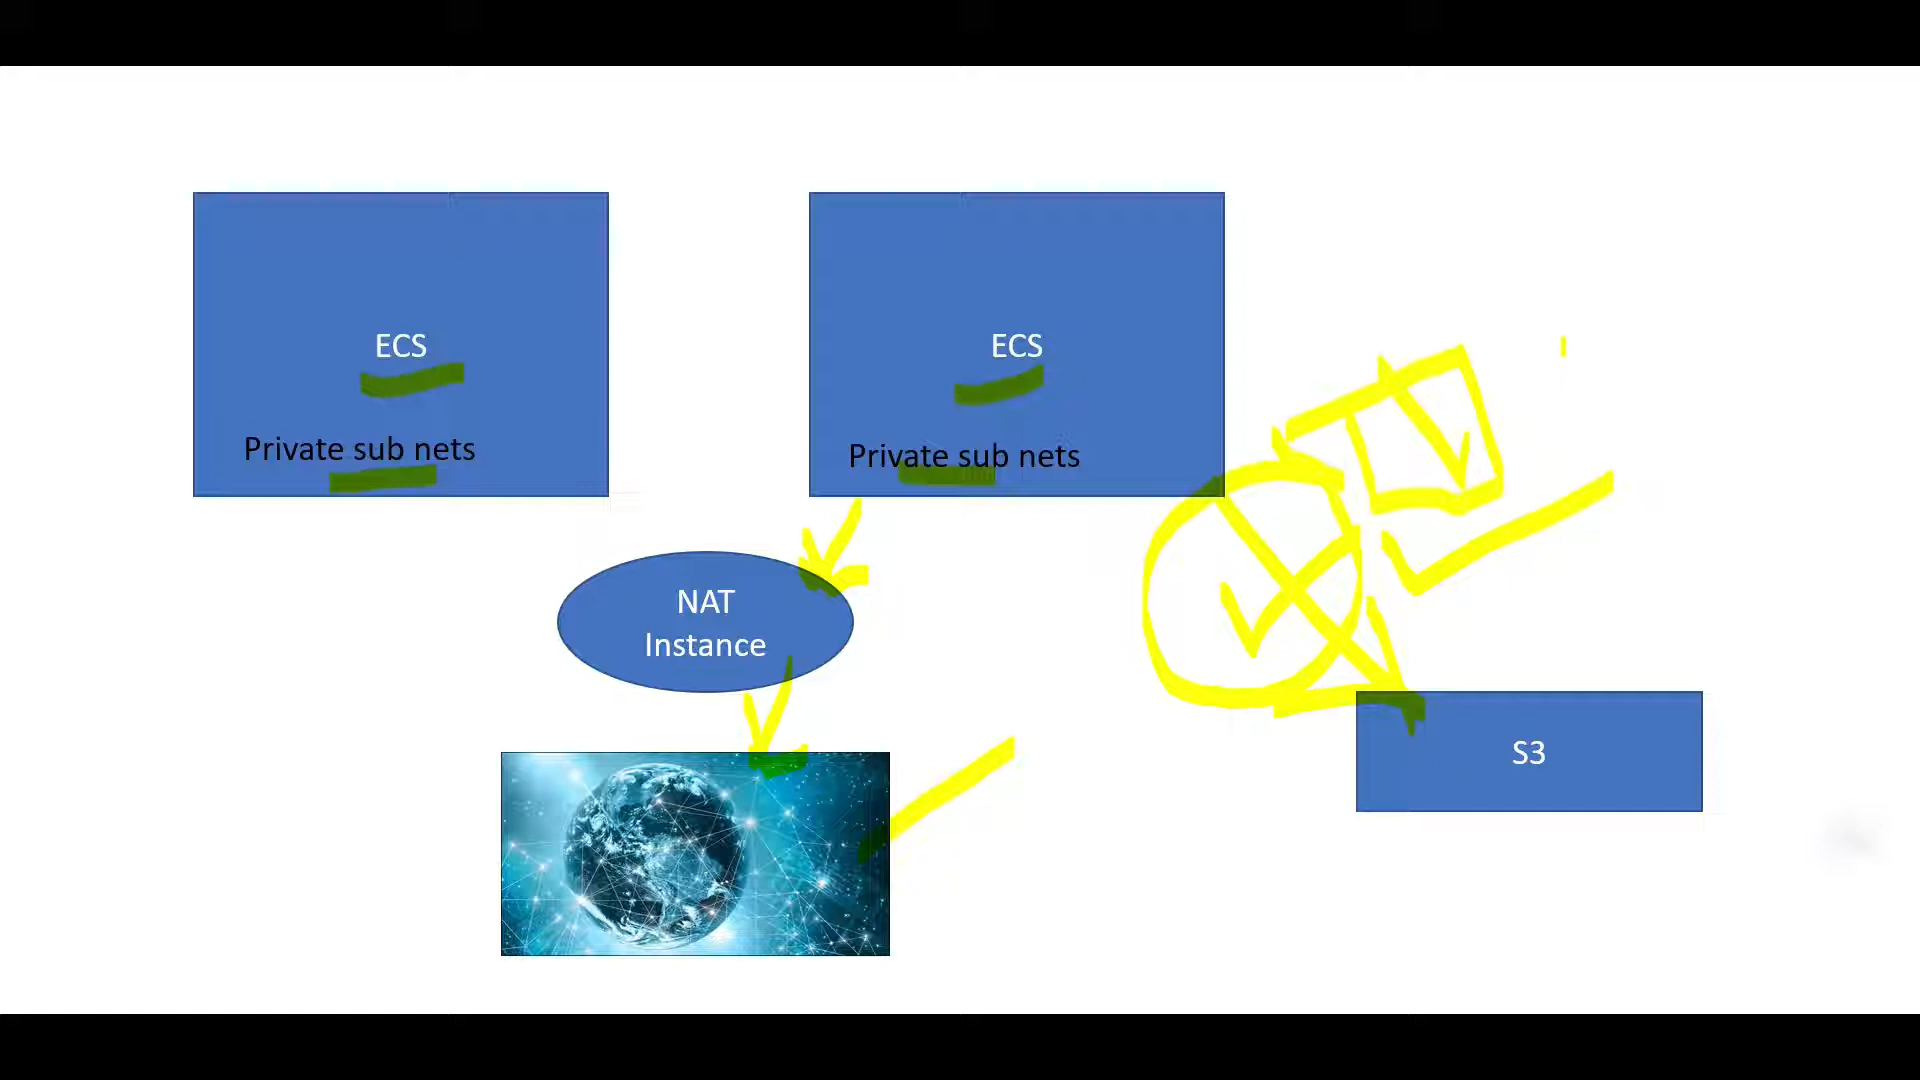 ECS
Private sub nets
ECS
Private sub nets
NAT
Instance
S3